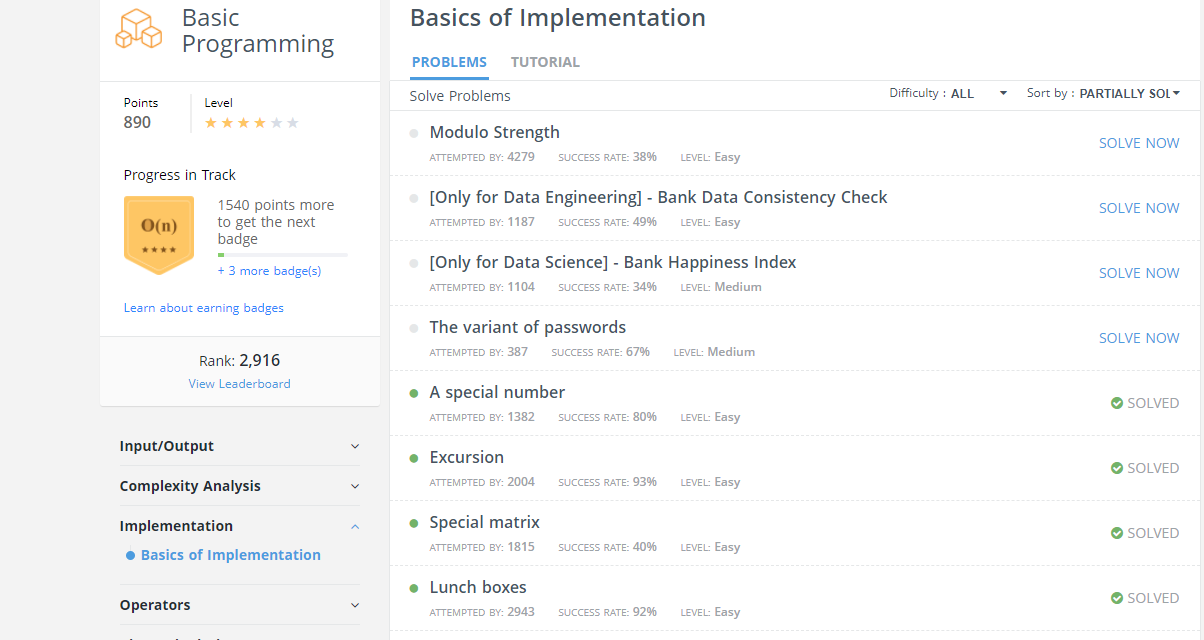 Basic
Programming
Points
890
Level
Progress in Track
O(n)
1540 points more
to get the next
badge
+ 3 more badge(s)
Learn about earning badges
Rank: 2,916
View Leaderboard
Input/Output
Complexity Analysis
Implementation
Basics of Implementation
Operators
Basics of Implementation
PROBLEMS TUTORIAL
Solve Problems
Difficulty : ALL
Sort by : PARTIALLY SOL
Modulo Strength
ATTEMPTED BY: 4279 SUCCESS RATE: 38% LEVEL: Easy
SOLVE NOW
[Only for Data Engineering] - Bank Data Consistency Check
ATTEMPTED BY: 1187 SUCCESS RATE: 49% LEVEL: Easy
SOLVE NOW
[Only for Data Science] - Bank Happiness Index
ATTEMPTED BY: 1104 SUCCESS RATE: 34% LEVEL: Medium
SOLVE NOW
The variant of passwords
ATTEMPTED BY: 387 SUCCESS RATE: 67% LEVEL: Medium
SOLVE NOW
A special number
ATTEMPTED BY: 1382 SUCCESS RATE: 80% LEVEL: Easy
SOLVED
Excursion
ATTEMPTED BY: 2004 SUCCESS RATE: 93% LEVEL: Easy
SOLVED
Special matrix
ATTEMPTED BY: 1815 SUCCESS RATE: 40% LEVEL: Easy
SOLVED
Lunch boxes
ATTEMPTED BY: 2943 SUCCESS RATE: 92% LEVEL: Easy
SOLVED